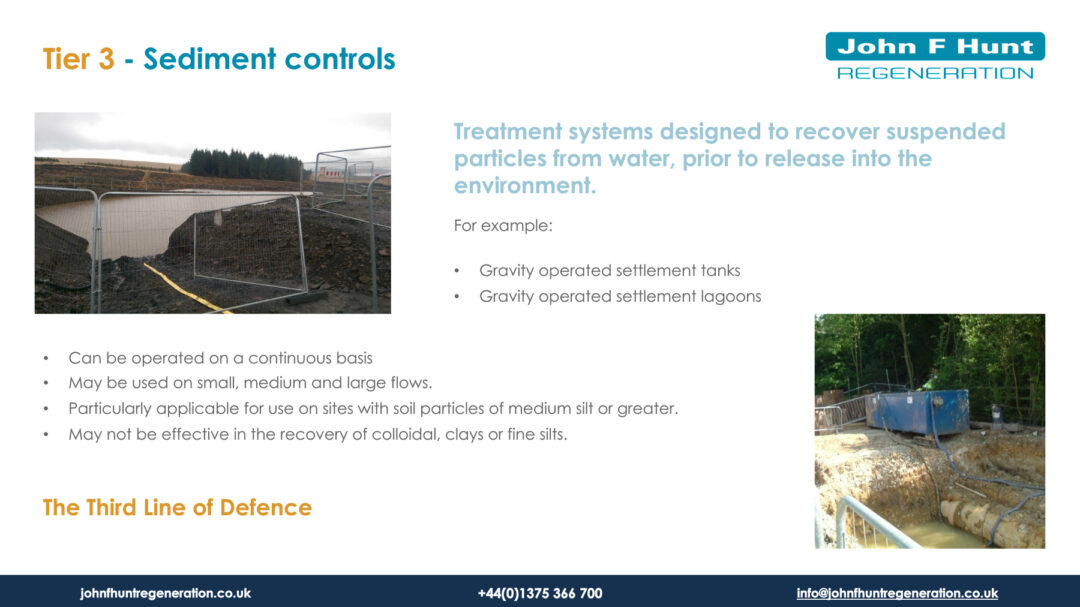 Tier 3 - Sediment controls
John F Hunt
REGENERATION
Treatment systems designed to recover suspended
particles from water, prior to release into the
environment.
For example:
• Gravity operated settlement tanks
• Gravity operated settlement lagoons
• Can be operated on a continuous basis
• May be used on small, medium and large flows.
• Particularly applicable for use on sites with soil particles of medium silt or greater.
• May not be effective in the recovery of colloidal, clays or fine silts.
The Third Line of Defence
johnfhuntregeneration.co.uk
+44(0)1375 366 700
info@johnfhuntregeneration.co.uk